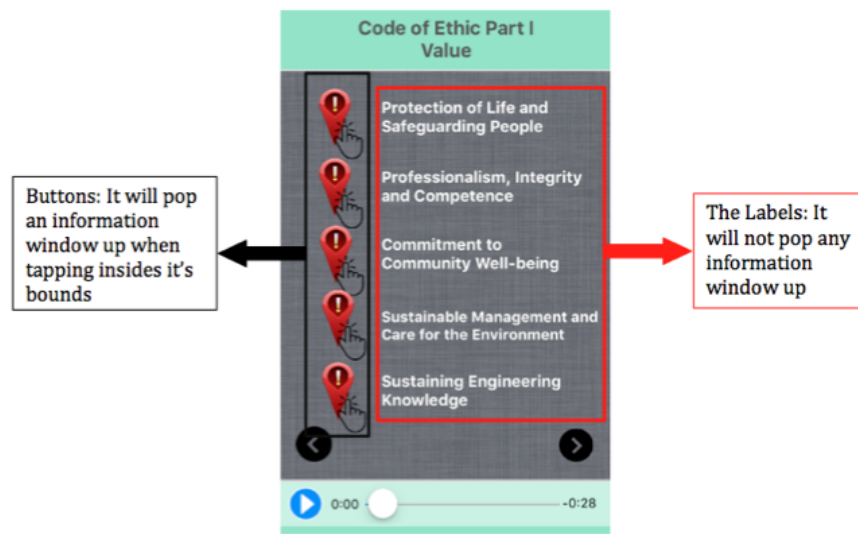 Code of Ethic Part I
Value
Protection of Life and
Safeguarding People
Professionalism, Integrity
and Competence
Commitment to
Community Well-being
Sustainable Management and
Care for the Environment
Sustaining Engineering
Knowledge
0:00
-0:28
Buttons: It will pop
an information
window up when
tapping insides it's
bounds
The Labels: It
will not pop any
information
window up